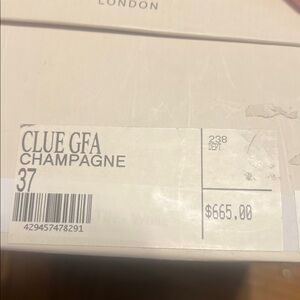 LONDON
CLUE GFA
238
CHAMPAGNE
37
$665.00
429457478291